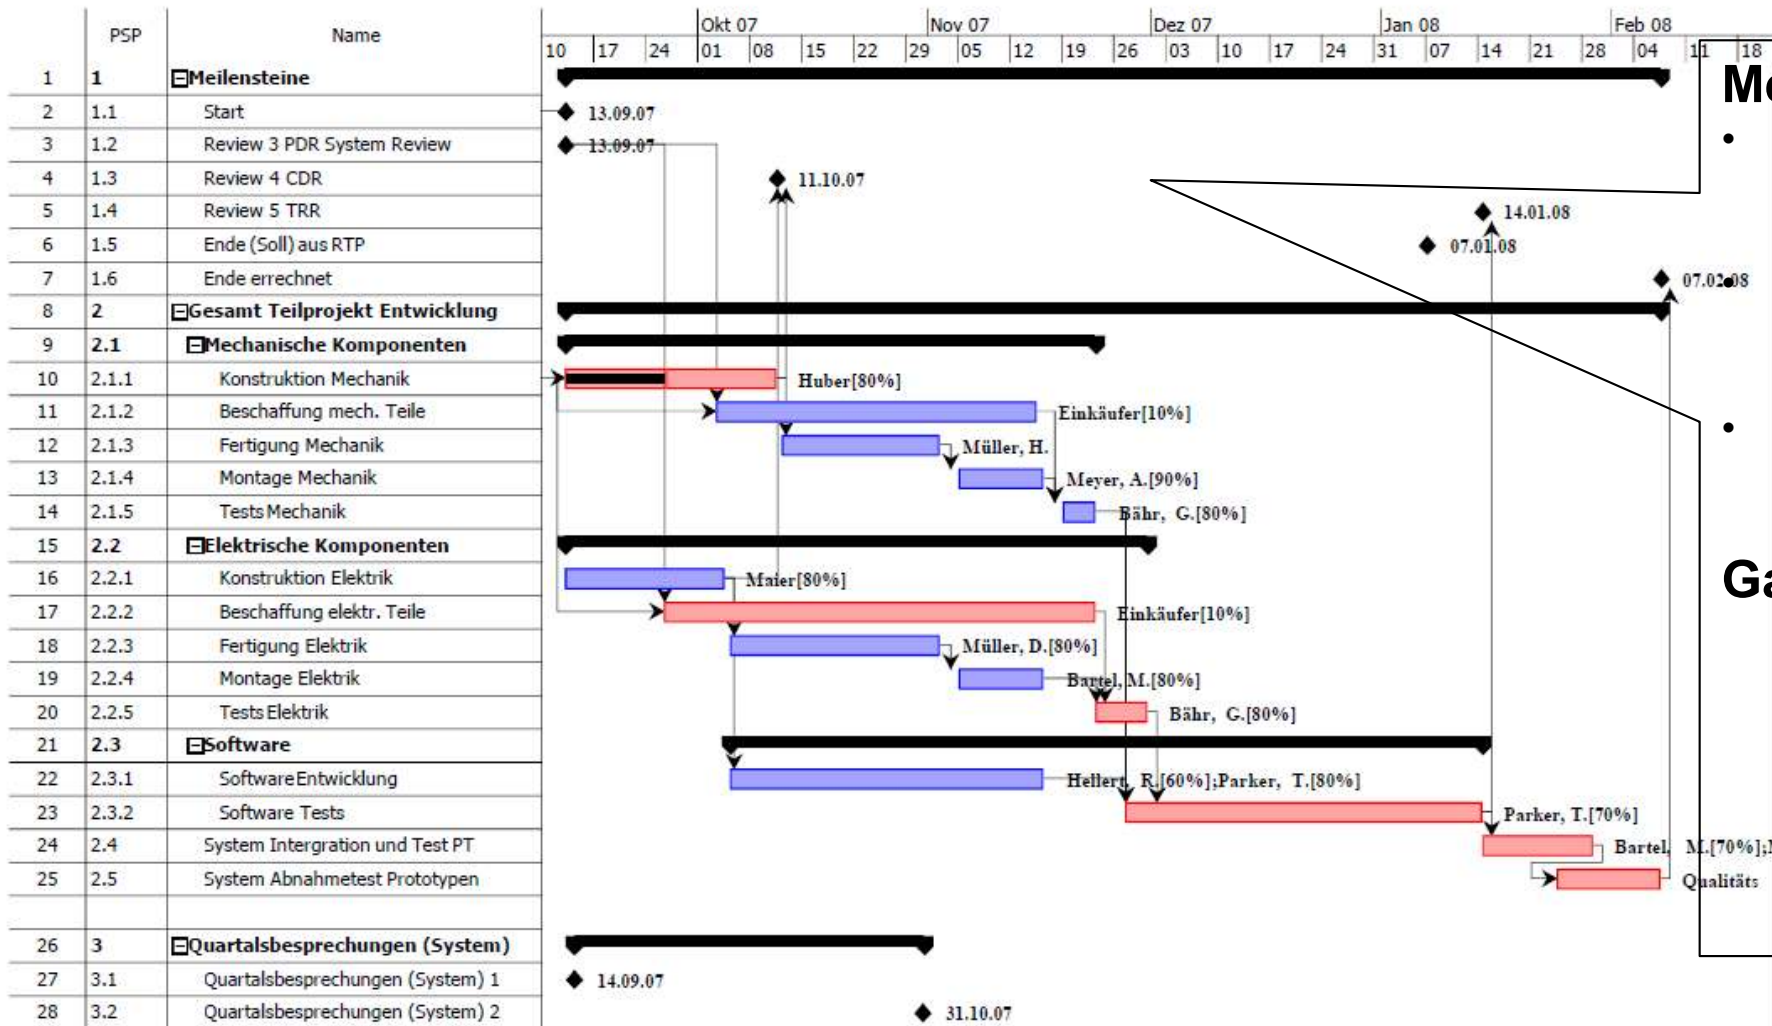 PSP Name Okt 07 Nov 07 Dez 07 Jan 08 Feb 08
10 17 24 01 08 15 22 29 05 12 19 26 03 10 17 24 31 07 14 21 28 04 11 18
1 1 Meilensteine
2 1.1 Start 13.09.07
3 1.2 Review 3 PDR System Review 13.09.07
4 1.3 Review 4 CDR 11.10.07
5 1.4 Review 5 TRR 14.01.08
6 1.5 Ende (Soll) aus RTP 07.01.08
7 1.6 Ende errechnet 07.02.08
8 2 Gesamt Teilprojekt Entwicklung
9 2.1 Mechanische Komponenten
10 2.1.1 Konstruktion Mechanik Huber[80%]
11 2.1.2 Beschaffung mech. Teile Einkäufer[10%]
12 2.1.3 Fertigung Mechanik Müller, H.
13 2.1.4 Montage Mechanik Meyer, A.[90%]
14 2.1.5 Tests Mechanik Bähr, G.[80%]
15 2.2 Elektrische Komponenten
16 2.2.1 Konstruktion Elektrik Maier[80%]
17 2.2.2 Beschaffung elektr. Teile Einkäufer[10%]
18 2.2.3 Fertigung Elektrik Müller, D.[80%]
19 2.2.4 Montage Elektrik Bartel, M.[80%]
20 2.2.5 Tests Elektrik Bähr, G.[80%]
21 2.3 Software
22 2.3.1 Software Entwicklung Hellert, R.[60%];Parker, T.[80%]
23 2.3.2 Software Tests Parker, T.[70%]
24 2.4 System Intergration und Test PT Bartel, M.[70%];
25 2.5 System Abnahmetest Prototypen Qualitäts
26 3 Quartalsbesprechungen (System)
27 3.1 Quartalsbesprechungen (System) 1 14.09.07
28 3.2 Quartalsbesprechungen (System) 2 31.10.07
Ga